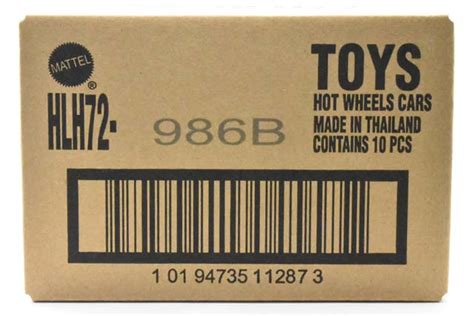 MATTEL
®
HLH72-
986B
TOYS
HOT WHEELS CARS
MADE IN THAILAND
CONTAINS 10 PCS
1 01 94735 11287 3